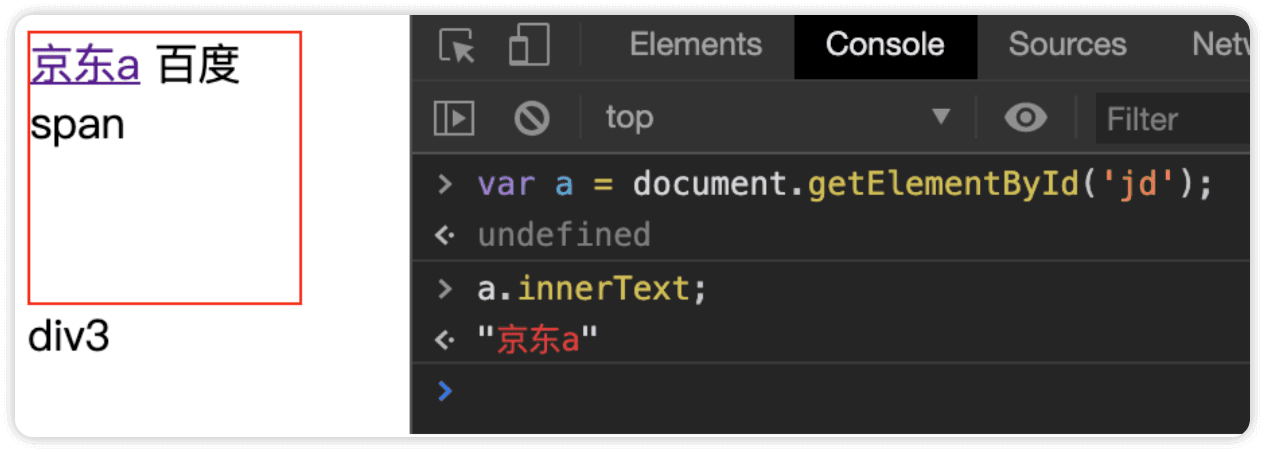 京东a 百度
span
div3
Elements Console Sources Netw
top ▼ Filter
> var a = document.getElementById('jd');
undefined
> a.innerText;
"京东a"
>